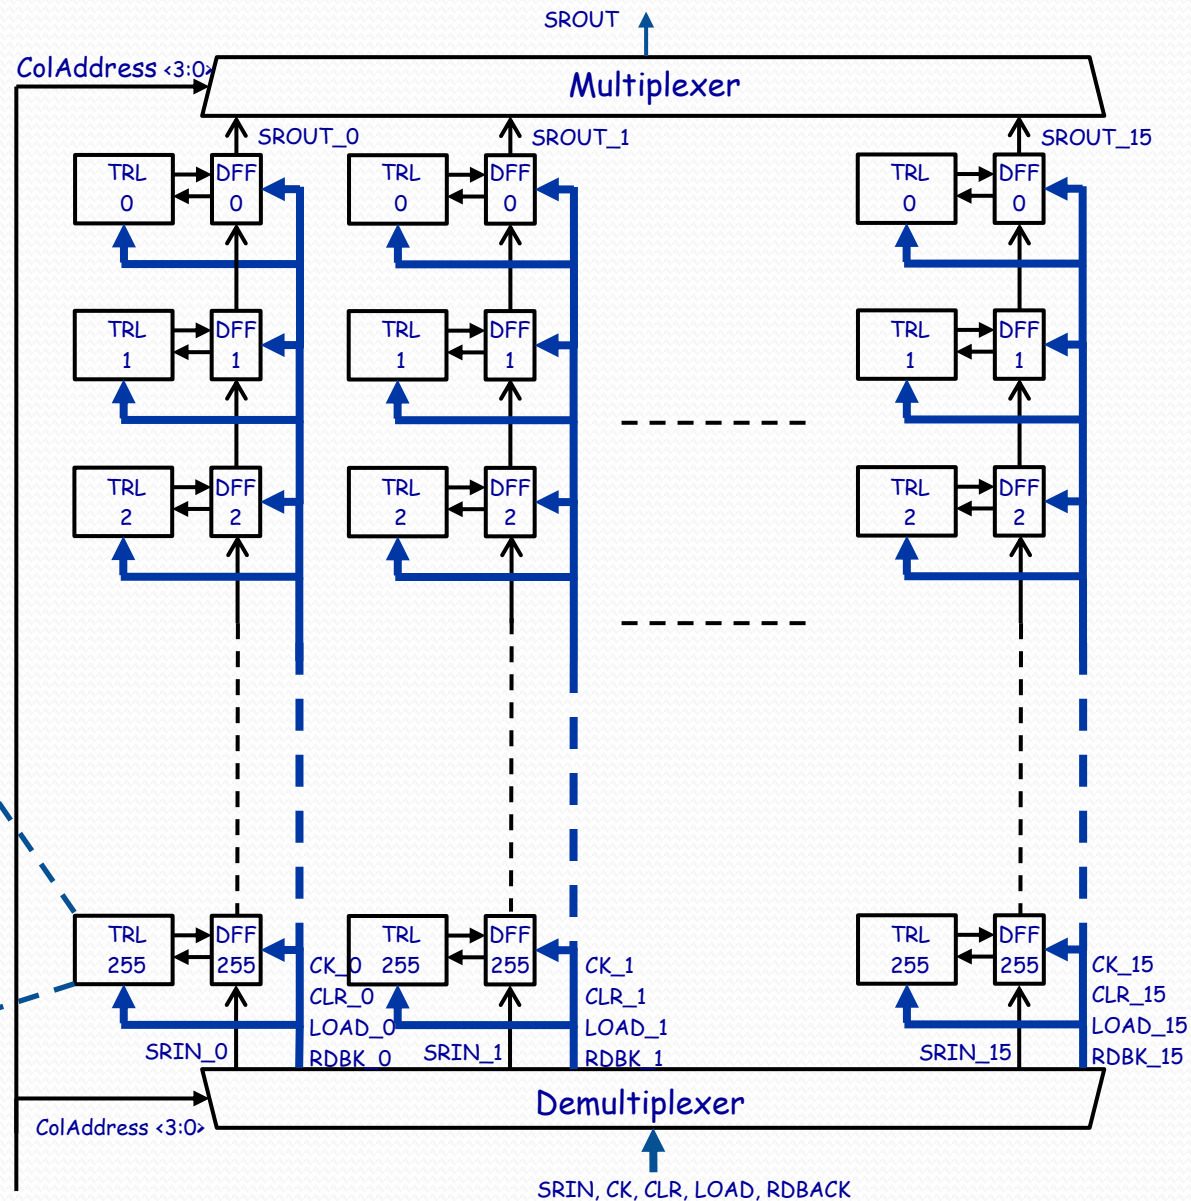 SROUT
ColAddress <3:0>
Multiplexer
SROUT_0
SROUT_1
SROUT_15
TRL
0
DFF
0
TRL
0
DFF
0
TRL
0
DFF
0
TRL
1
DFF
1
TRL
1
DFF
1
TRL
1
DFF
1
TRL
2
DFF
2
TRL
2
DFF
2
TRL
2
DFF
2
TRL
255
DFF
255
TRL
255
DFF
255
TRL
255
DFF
255
CK_0
CLR_0
LOAD_0
RDBK_0
CK_1
CLR_1
LOAD_1
RDBK_1
CK_15
CLR_15
LOAD_15
RDBK_15
SRIN_0
SRIN_1
SRIN_15
Demultiplexer
ColAddress <3:0>
SRIN, CK, CLR, LOAD, RDBACK